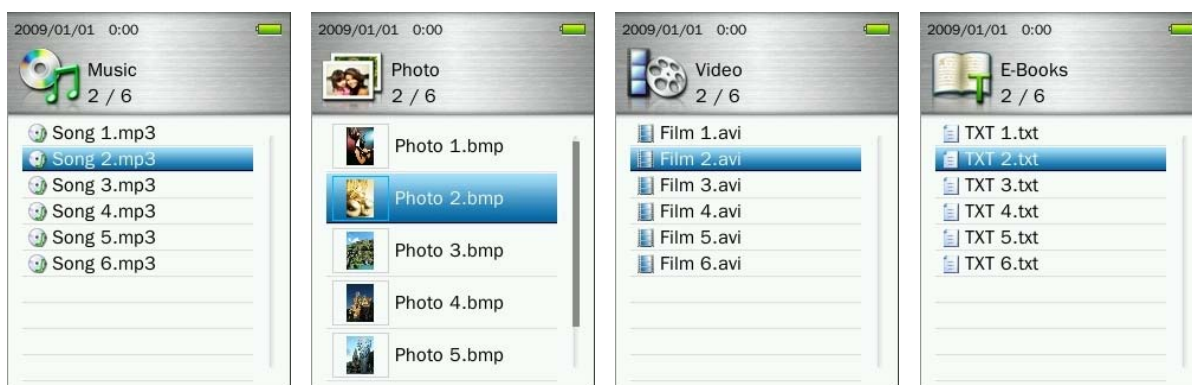 2009/01/01 0:00
Music
2 / 6
Song 1.mp3
Song 2.mp3
Song 3.mp3
Song 4.mp3
Song 5.mp3
Song 6.mp3
2009/01/01 0:00
Photo
2 / 6
Photo 1.bmp
Photo 2.bmp
Photo 3.bmp
Photo 4.bmp
Photo 5.bmp
2009/01/01 0:00
Video
2 / 6
Film 1.avi
Film 2.avi
Film 3.avi
Film 4.avi
Film 5.avi
Film 6.avi
2009/01/01 0:00
E-Books
2 / 6
TXT 1.txt
TXT 2.txt
TXT 3.txt
TXT 4.txt
TXT 5.txt
TXT 6.txt